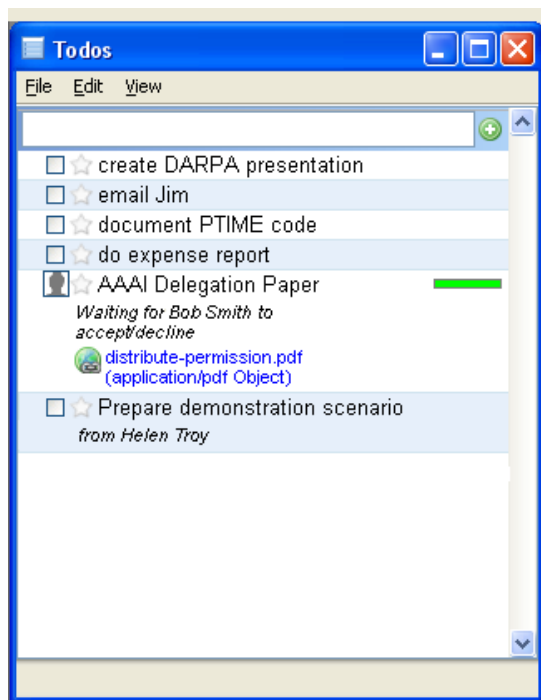 Todos
File Edit View
create DARPA presentation
email Jim
document PTIME code
do expense report
AAAI Delegation Paper
Waiting for Bob Smith to
accept/decline
distribute-permission.pdf
(application/pdf Object)
Prepare demonstration scenario
from Helen Troy